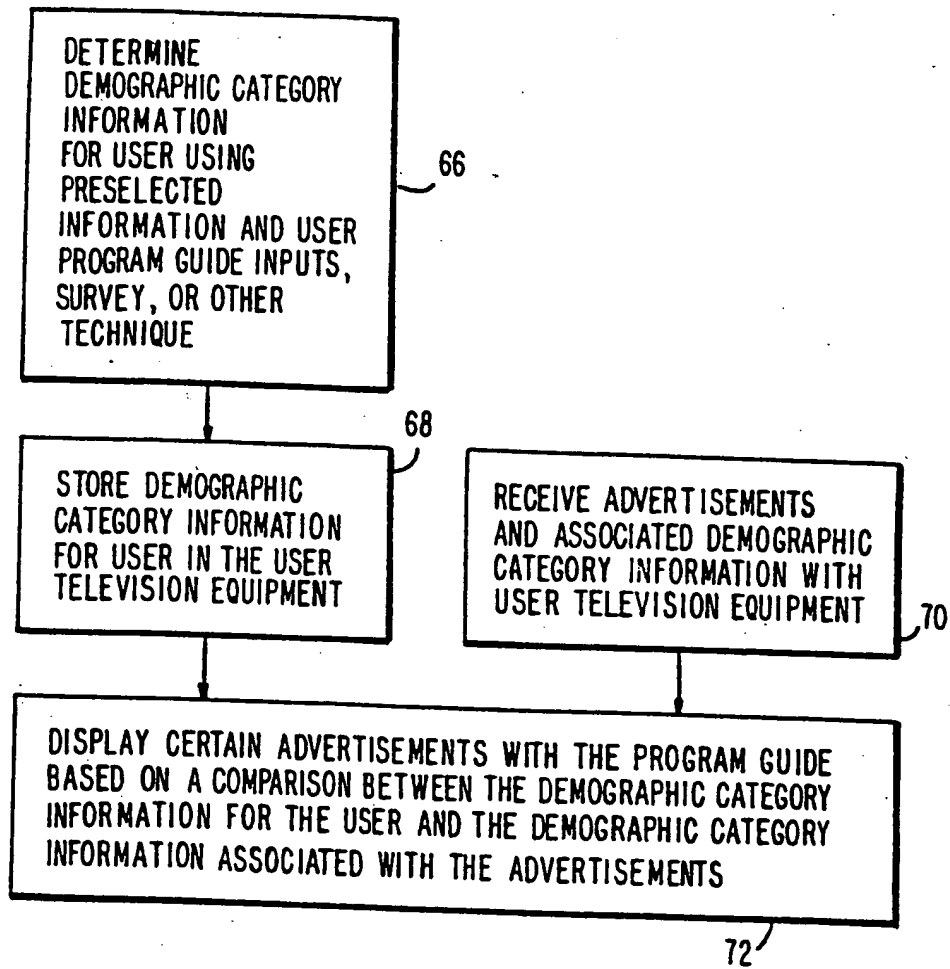 DETERMINE
DEMOGRAPHIC CATEGORY
INFORMATION
FOR USER USING
PRESELECTED
INFORMATION AND USER
PROGRAM GUIDE INPUTS,
SURVEY, OR OTHER
TECHNIQUE
66
STORE DEMOGRAPHIC
CATEGORY INFORMATION
FOR USER IN THE USER
TELEVISION EQUIPMENT
68
RECEIVE ADVERTISEMENTS
AND ASSOCIATED DEMOGRAPHIC
CATEGORY INFORMATION WITH
USER TELEVISION EQUIPMENT
70
DISPLAY CERTAIN ADVERTISEMENTS WITH THE PROGRAM GUIDE
BASED ON A COMPARISON BETWEEN THE DEMOGRAPHIC CATEGORY
INFORMATION FOR THE USER AND THE DEMOGRAPHIC CATEGORY
INFORMATION ASSOCIATED WITH THE ADVERTISEMENTS
72